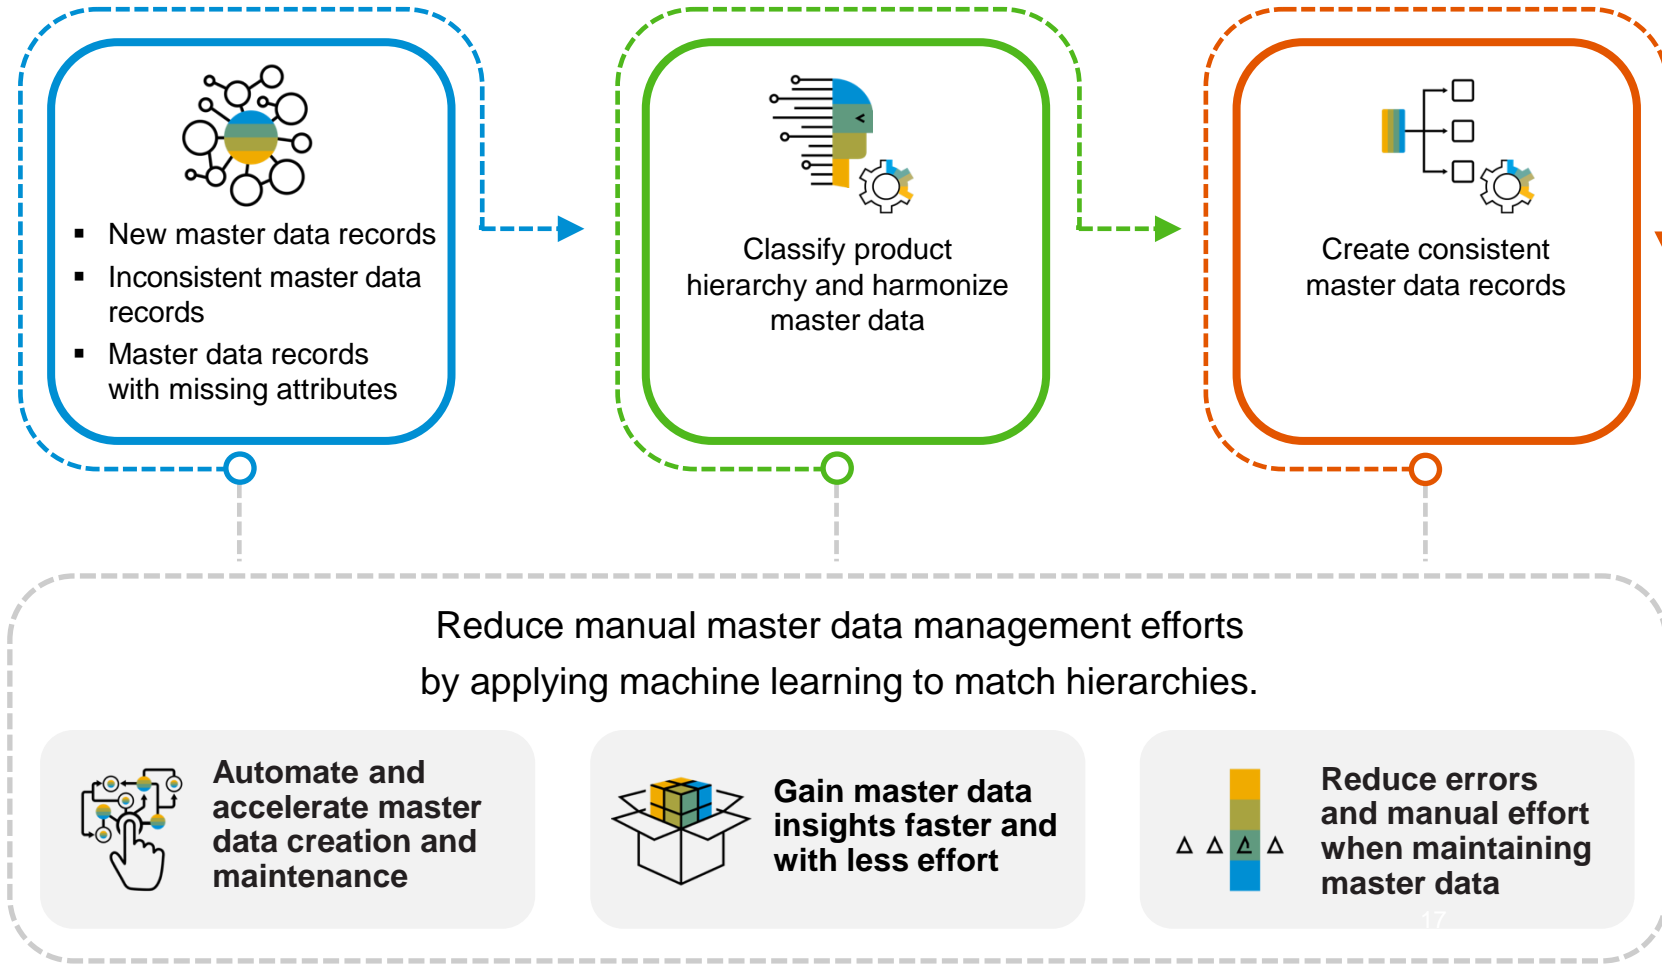 ▪ New master data records
▪ Inconsistent master data
records
▪ Master data records
with missing attributes
Classify product
hierarchy and harmonize
master data
Create consistent
master data records
Reduce manual master data management efforts
by applying machine learning to match hierarchies.
Automate and
accelerate master
data creation and
maintenance
Gain master data
insights faster and
with less effort
Reduce errors
and manual effort
when maintaining
master data
17